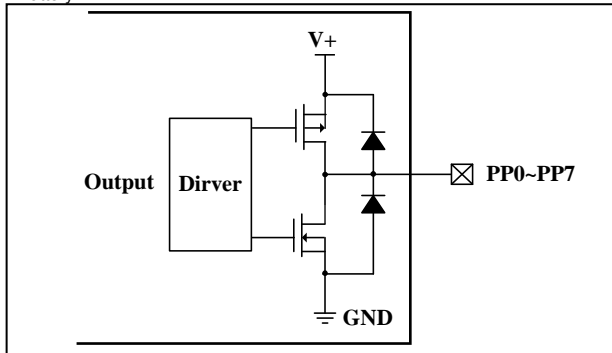 V+
Output
Dirver
PP0~PP7
GND